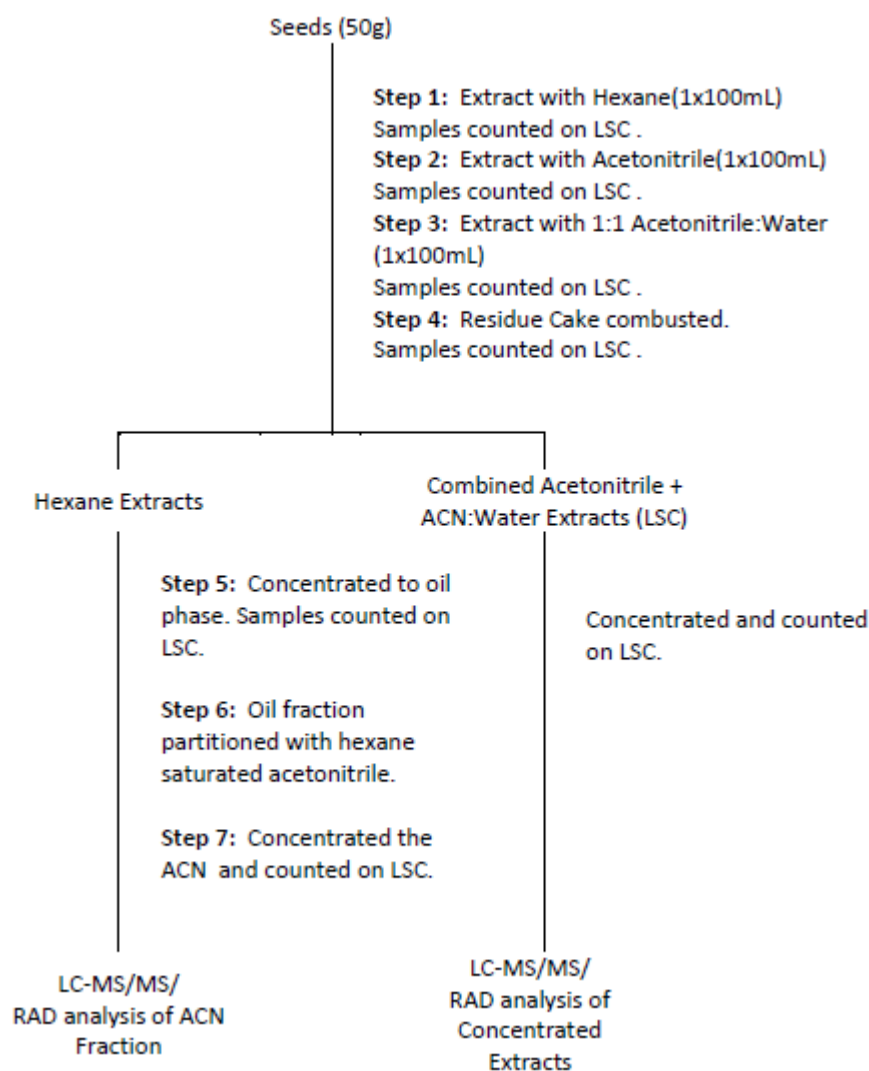 Seeds (50g)
Step 1:  Extract with Hexane(1x100mL)
Samples counted on LSC .
Step 2:  Extract with Acetonitrile(1x100mL)
Samples counted on LSC .
Step 3:  Extract with 1:1 Acetonitrile:Water
(1x100mL)
Samples counted on LSC .
Step 4:  Residue Cake combusted.
Samples counted on LSC .
Hexane Extracts
Combined Acetonitrile +
ACN:Water Extracts (LSC)
Step 5:  Concentrated to oil
phase. Samples counted on
LSC.
Step 6:  Oil fraction
partitioned with hexane
saturated acetonitrile.
Step 7:  Concentrated the
ACN  and counted on LSC.
Concentrated and counted
on LSC.
LC-MS/MS/
RAD analysis of ACN
Fraction
LC-MS/MS/
RAD analysis of
Concentrated
Extracts